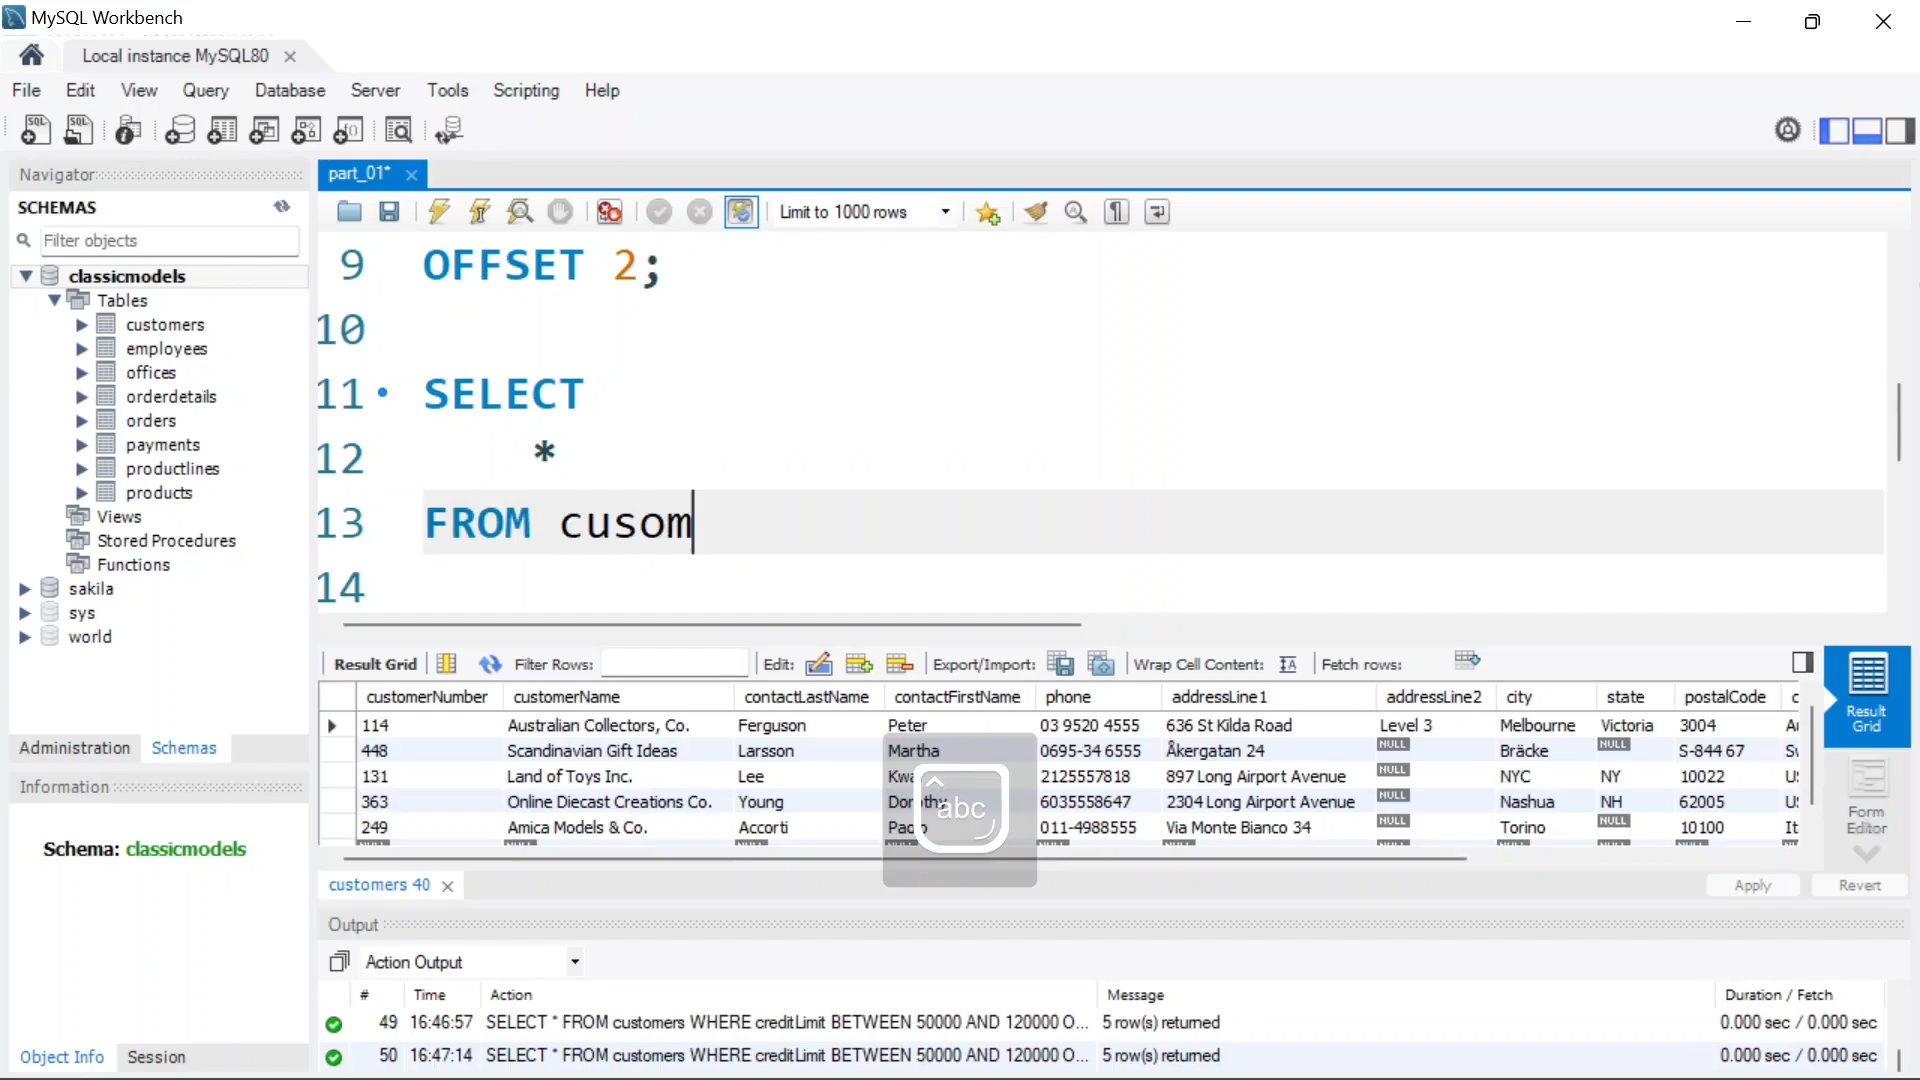 MySQL Workbench
Local instance MySQL80
File Edit View Query Database Server Tools Scripting Help
Navigator
part_01*
SCHEMAS
Limit to 1000 rows
Filter objects
classicmodels
Tables
customers
employees
offices
orderdetails
orders
payments
productlines
products
Views
Stored Procedures
Functions
sakila
sys
world
Administration Schemas
Information
Schema: classicmodels
Object Info Session
9 OFFSET 2;
10
11 SELECT
12 *
13 FROM cusom
14
Result Grid Filter Rows: Edit: Export/Import: Wrap Cell Content: Fetch rows:
customerNumber customerName contactLastName contactFirstName phone addressLine1 addressLine2 city state postalCode
114 Australian Collectors, Co. Ferguson Peter 03 9520 4555 636 St Kilda Road Level 3 Melbourne Victoria 3004
448 Scandinavian Gift Ideas Larsson Martha 0695-34 6555 Åkergatan 24 NULL Bräcke NULL S-844 67
131 Land of Toys Inc. Lee 2125557818 897 Long Airport Avenue NULL NYC NY 10022
363 Online Diecast Creations Co. Young Dorothy 6035558647 2304 Long Airport Avenue NULL Nashua NH 62005
249 Amica Models & Co. Accorti Paolo 011-4988555 Via Monte Bianco 34 NULL Torino NULL 10100 It
abc
Result
Grid
Form
Editor
customers 40
Apply Revert
Output
Action Output
# Time Action Message Duration / Fetch
49 16:46:57 SELECT * FROM customers WHERE creditLimit BETWEEN 50000 AND 120000 O... 5 row(s) returned 0.000 sec / 0.000 sec
50 16:47:14 SELECT * FROM customers WHERE creditLimit BETWEEN 50000 AND 120000 O... 5 row(s) returned 0.000 sec / 0.000 sec